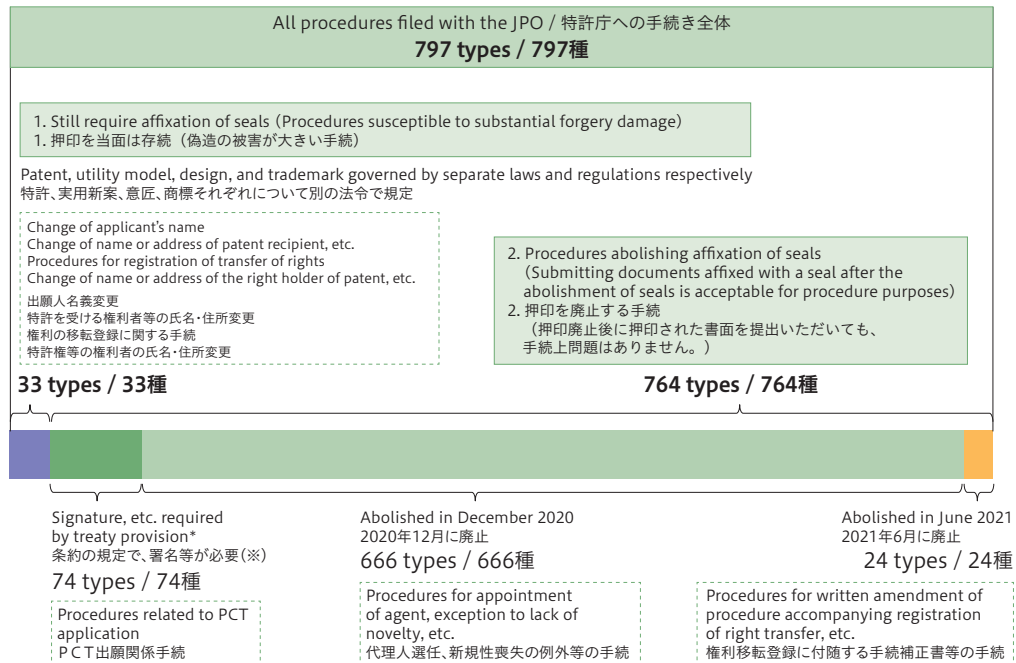 All procedures filed with the JPO / 特許庁への手続き全体
797 types / 797種
1. Still require affixation of seals (Procedures susceptible to substantial forgery damage)
1. 押印を当面は存続（偽造の被害が大きい手続）
Patent, utility model, design, and trademark governed by separate laws and regulations respectively
特許、実用新案、意匠、商標それぞれについて別の法令で規定
Change of applicant's name
Change of name or address of patent recipient, etc.
Procedures for registration of transfer of rights
Change of name or address of the right holder of patent, etc.
出願人名義変更
特許を受ける権利者等の氏名・住所変更
権利の移転登録に関する手続
特許権等の権利者の氏名・住所変更
2. Procedures abolishing affixation of seals
(Submitting documents affixed with a seal after the
abolishment of seals is acceptable for procedure purposes)
2. 押印を廃止する手続
（押印廃止後に押印された書面を提出いただいても、
手続上問題はありません。）
33 types / 33種
764 types / 764種
Signature, etc. required
by treaty provision*
条約の規定で、署名等が必要(※)
74 types / 74種
Procedures related to PCT
application
ＰＣＴ出願関係手続
Abolished in December 2020
2020年12月に廃止
666 types / 666種
Procedures for appointment
of agent, exception to lack of
novelty, etc.
代理人選任、新規性喪失の例外等の手続
Abolished in June 2021
2021年6月に廃止
24 types / 24種
Procedures for written amendment of
procedure accompanying registration
of right transfer, etc.
権利移転登録に付随する手続補正書等の手続